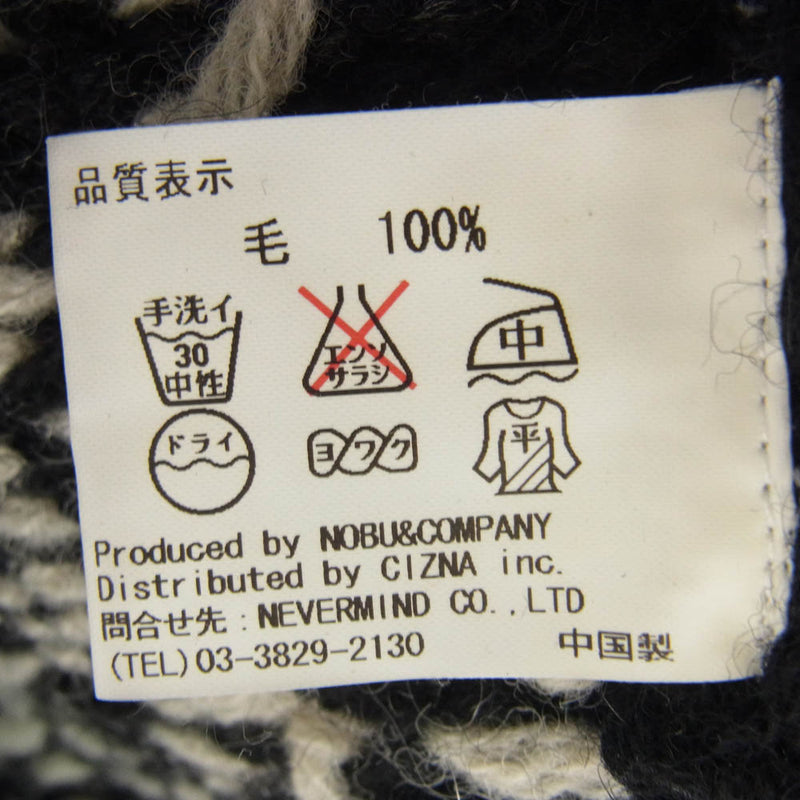 品質表示
毛 100%
手洗イ
30
中性
エンソ
サラシ
中
ドライ
ヨワク
平
Produced by NOBU&COMPANY
Distributed by CIZNA inc.
問合せ先:NEVERMIND CO.,LTD
(TEL)03-3829-2130
中国製